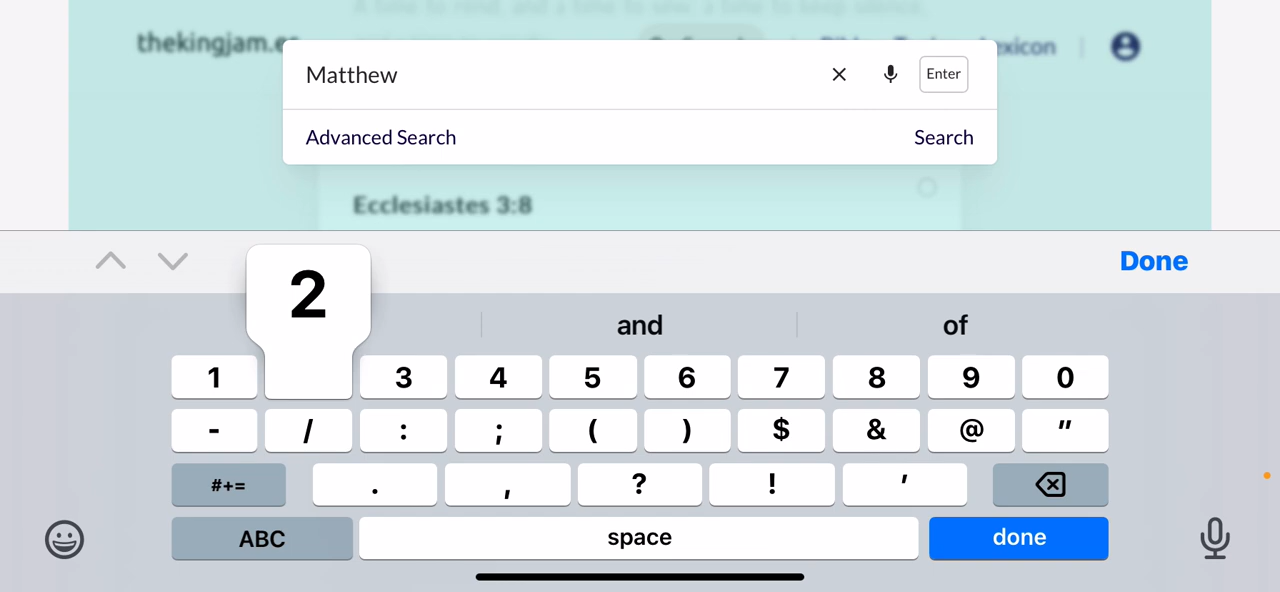 thekingjam.e
Lexicon
Matthew
Enter
Advanced Search
Search
Ecclesiastes 3:8
Done
2
and
of
1 3 4 5 6 7 8 9 0
- / : ; ( ) $ & @ "
#+= . , ? ! '
ABC space done